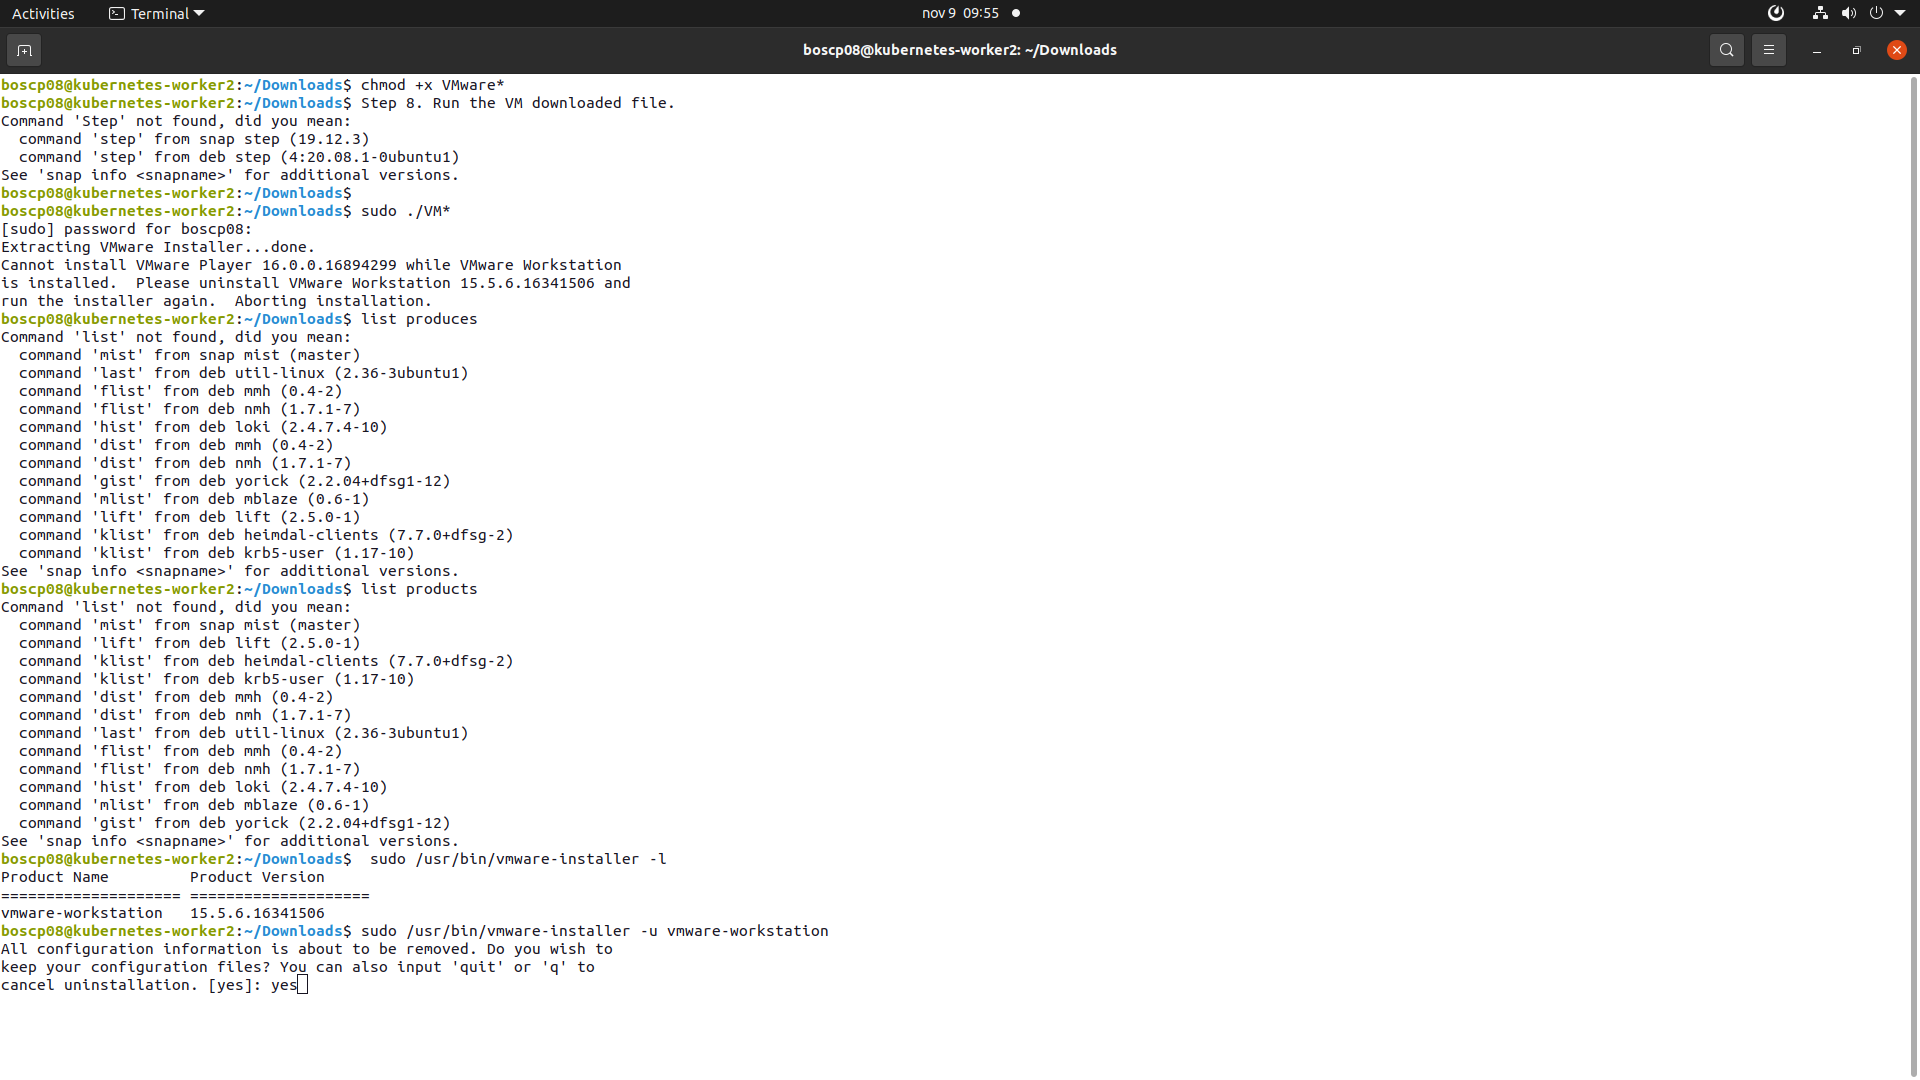 Activities Terminal nov 9 09:55
boscp08@kubernetes-worker2: ~/Downloads
boscp08@kubernetes-worker2:~/Downloads$ chmod +x VMware*
boscp08@kubernetes-worker2:~/Downloads$ Step 8. Run the VM downloaded file.
Command 'Step' not found, did you mean:
  command 'step' from snap step (19.12.3)
  command 'step' from deb step (4:20.08.1-0ubuntu1)
See 'snap info <snapname>' for additional versions.
boscp08@kubernetes-worker2:~/Downloads$
boscp08@kubernetes-worker2:~/Downloads$ sudo ./VM*
[sudo] password for boscp08:
Extracting VMware Installer...done.
Cannot install VMware Player 16.0.0.16894299 while VMware Workstation
is installed.  Please uninstall VMware Workstation 15.5.6.16341506 and
run the installer again.  Aborting installation.
boscp08@kubernetes-worker2:~/Downloads$ list produces
Command 'list' not found, did you mean:
  command 'mist' from snap mist (master)
  command 'last' from deb util-linux (2.36-3ubuntu1)
  command 'flist' from deb mmh (0.4-2)
  command 'flist' from deb nmh (1.7.1-7)
  command 'hist' from deb loki (2.4.7.4-10)
  command 'dist' from deb mmh (0.4-2)
  command 'dist' from deb nmh (1.7.1-7)
  command 'gist' from deb yorick (2.2.04+dfsg1-12)
  command 'mlist' from deb mblaze (0.6-1)
  command 'lift' from deb lift (2.5.0-1)
  command 'klist' from deb heimdal-clients (7.7.0+dfsg-2)
  command 'klist' from deb krb5-user (1.17-10)
See 'snap info <snapname>' for additional versions.
boscp08@kubernetes-worker2:~/Downloads$ list products
Command 'list' not found, did you mean:
  command 'mist' from snap mist (master)
  command 'lift' from deb lift (2.5.0-1)
  command 'klist' from deb heimdal-clients (7.7.0+dfsg-2)
  command 'klist' from deb krb5-user (1.17-10)
  command 'dist' from deb mmh (0.4-2)
  command 'dist' from deb nmh (1.7.1-7)
  command 'last' from deb util-linux (2.36-3ubuntu1)
  command 'flist' from deb mmh (0.4-2)
  command 'flist' from deb nmh (1.7.1-7)
  command 'hist' from deb loki (2.4.7.4-10)
  command 'mlist' from deb mblaze (0.6-1)
  command 'gist' from deb yorick (2.2.04+dfsg1-12)
See 'snap info <snapname>' for additional versions.
boscp08@kubernetes-worker2:~/Downloads$  sudo /usr/bin/vmware-installer -l
Product Name         Product Version
==================== ====================
vmware-workstation   15.5.6.16341506
boscp08@kubernetes-worker2:~/Downloads$ sudo /usr/bin/vmware-installer -u vmware-workstation
All configuration information is about to be removed. Do you wish to
keep your configuration files? You can also input 'quit' or 'q' to
cancel uninstallation. [yes]: yes